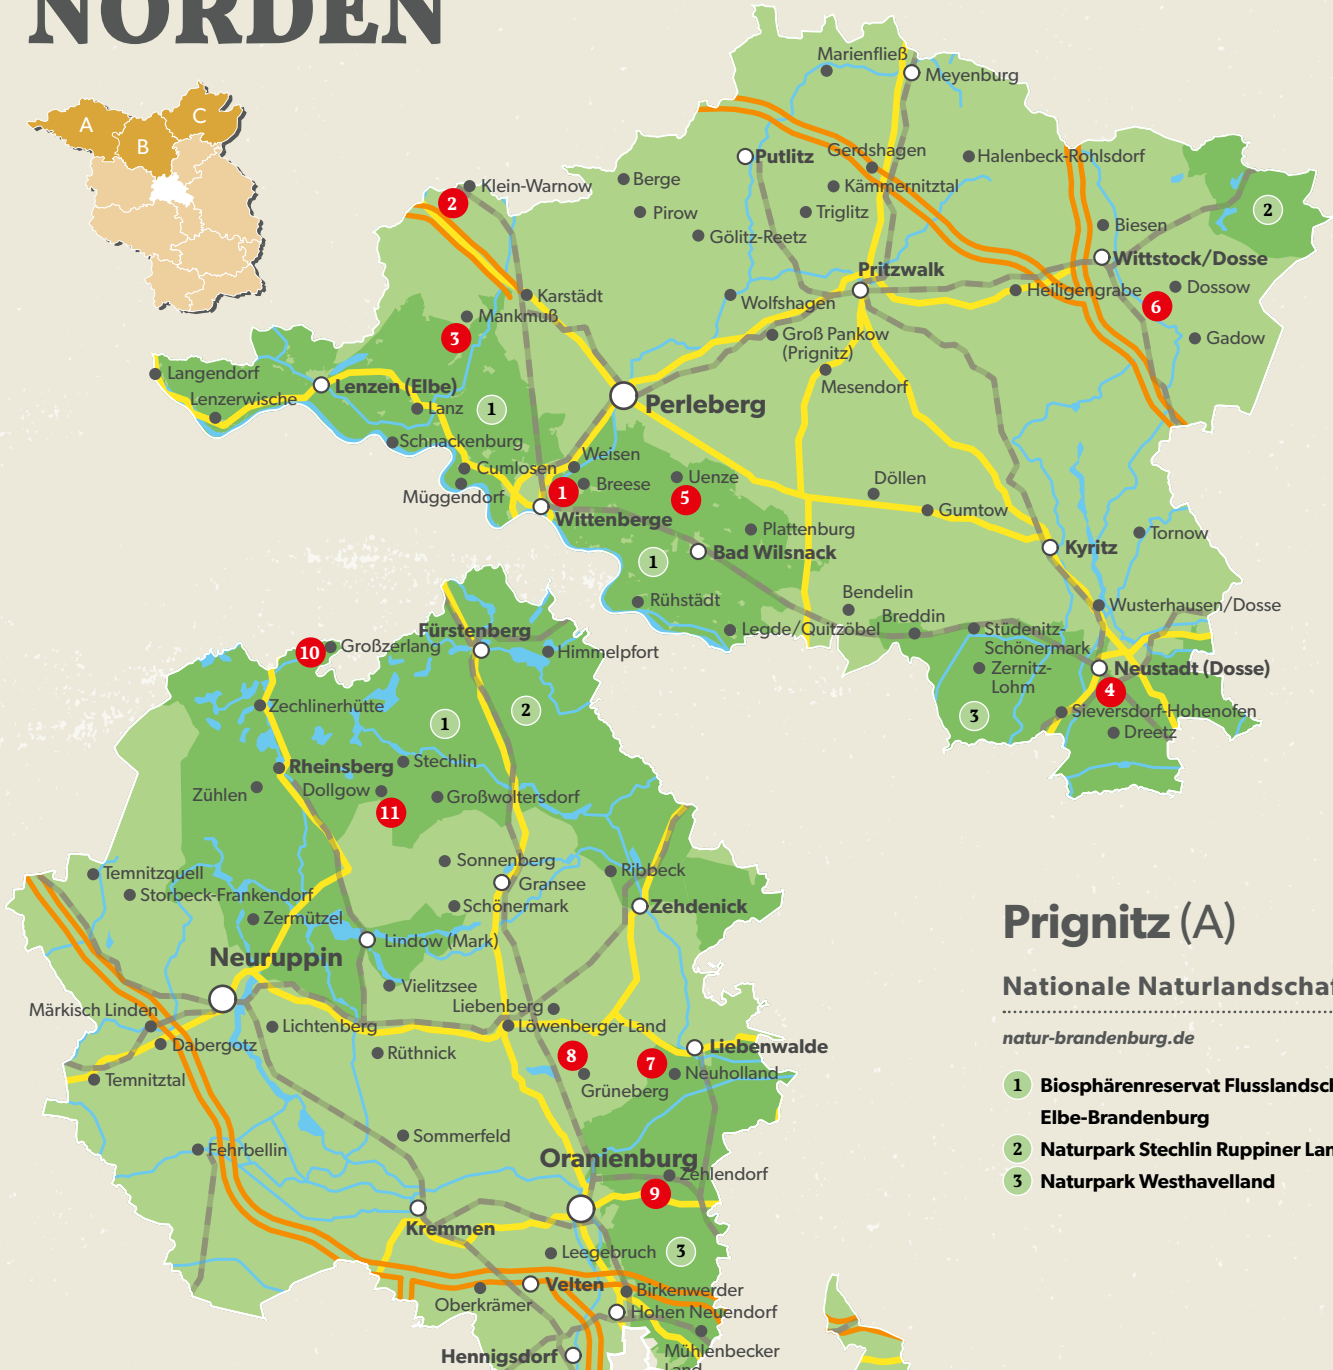 NORDEN
A
B
C
Marienfließ
Meyenburg
Putlitz
Gerdshagen
Halenbeck-Rohlsdorf
Klein-Warnow
Berge
Kämmernitztal
2
2
Pirow
Triglitz
Biesen
Gölitz-Reetz
Wittstock/Dosse
Pritzwalk
Karstädt
Wolfshagen
Heiligengrabe
Dossow
6
Mankmuß
3
Groß Pankow
(Prignitz)
Gadow
Mesendorf
Langendorf
Lenzen (Elbe)
Lenzerwische
Lanz
1
Perleberg
Schnackenburg
Weisen
Cumlosen
Müggendorf
1
Breese
Uenze
5
Döllen
Wittenberge
Gumtow
Plattenburg
Tornow
Bad Wilsnack
Kyritz
1
Rühstädt
Bendelin
Wusterhausen/Dosse
Breddin
Legde/Quitzöbel
Stüdenitz-
Schönermark
Zernitz-
Lohm
Neustadt (Dosse)
4
3
Sieversdorf-Hohenofen
Dreetz
Fürstenberg
10
Großzerlang
Himmelpfort
Zechlinerhütte
1
2
Rheinsberg
Stechlin
Zühlen
Dollgow
Großwoltersdorf
11
Temnitzquell
Sonnenberg
Ribbeck
Storbeck-Frankendorf
Gransee
Zermützel
Schönermark
Zehdenick
Neuruppin
Lindow (Mark)
Vielitzsee
Märkisch Linden
Liebenberg
Lichtenberg
Löwenberger Land
Dabergotz
Rüthnick
8
7
Liebenwalde
Temnitztal
Grüneberg
Neuholland
Fehrbellin
Sommerfeld
Oranienburg
Zehlendorf
9
Kremmen
Leegebruch
3
Velten
Birkenwerder
Oberkrämer
Hohen Neuendorf
Hennigsdorf
Mühlenbecker
Land
Prignitz (A)
Nationale Naturlandschaf
natur-brandenburg.de
1 Biosphärenreservat Flusslandsch
Elbe-Brandenburg
2 Naturpark Stechlin Ruppiner Lan
3 Naturpark Westhavelland